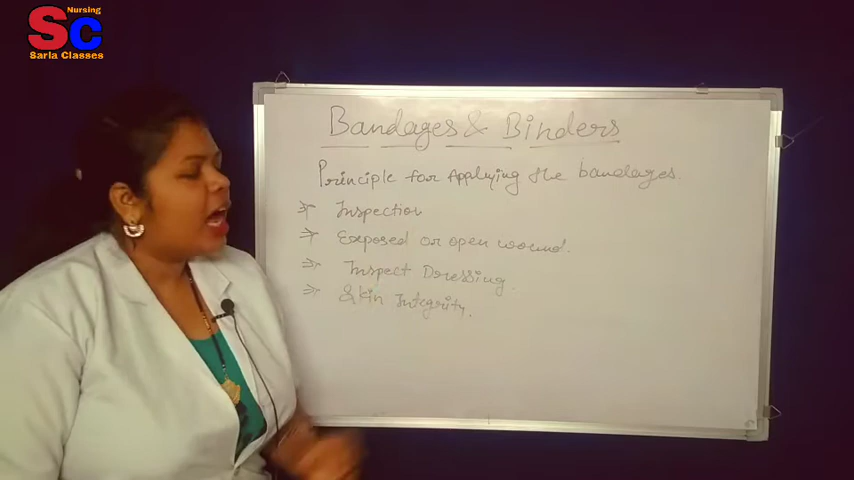 Nursing
SC
Sarla Classes
Bandages & Binders
Principle for Applying the bandages.
⇒ Inspection
⇒ Exposed or open wound.
⇒ Inspect Dressing.
⇒ Skin Integrity.